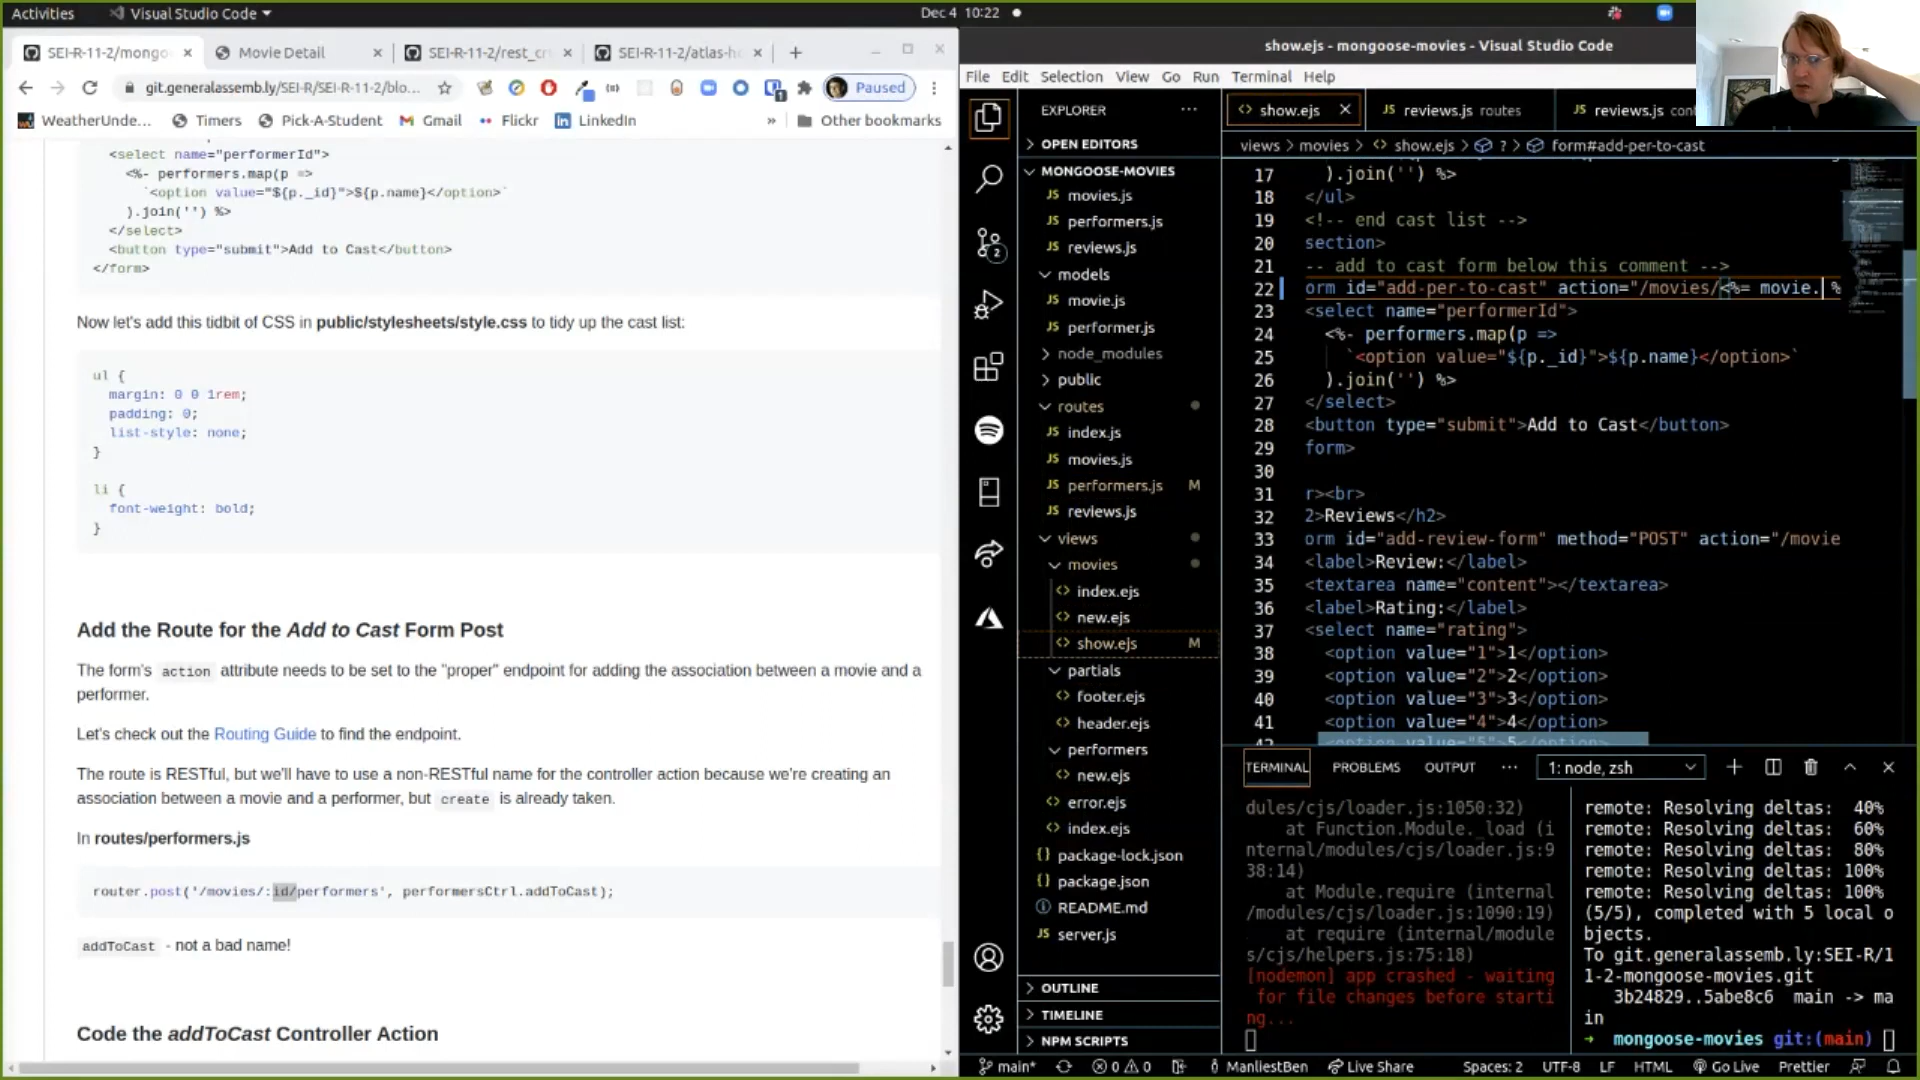 Activities
Visual Studio Code
Dec 4 10:22
SEI-R-11-2/mongo
Movie Detail
SEI-R-11-2/rest_cr
SEI-R-11-2/atlas-h
git.generalassemb.ly/SEI-R/SEI-R-11-2/blo...
Paused
WeatherUnde...
Timers
Pick-A-Student
Gmail
Flickr
LinkedIn
»
Other bookmarks
<select name="performerId">
<%- performers.map(p =>
`<option value="${p._id}">${p.name}</option>`
).join('') %>
</select>
<button type="submit">Add to Cast</button>
</form>
Now let's add this tidbit of CSS in public/stylesheets/style.css to tidy up the cast list:
ul {
margin: 0 0 1rem;
padding: 0;
list-style: none;
}
li {
font-weight: bold;
}
Add the Route for the Add to Cast Form Post
The form's action attribute needs to be set to the "proper" endpoint for adding the association between a movie and a
performer.
Let's check out the Routing Guide to find the endpoint.
The route is RESTful, but we'll have to use a non-RESTful name for the controller action because we're creating an
association between a movie and a performer, but create is already taken.
In routes/performers.js
router.post('/movies/:id/performers', performersCtrl.addToCast);
addToCast - not a bad name!
Code the addToCast Controller Action
show.ejs - mongoose-movies - Visual Studio Code
File Edit Selection View Go Run Terminal Help
EXPLORER
OPEN EDITORS
MONGOOSE-MOVIES
JS movies.js
JS performers.js
JS reviews.js
models
JS movie.js
JS performer.js
node_modules
public
routes
JS index.js
JS movies.js
JS performers.js M
JS reviews.js
views
movies
<> index.ejs
<> new.ejs
<> show.ejs M
partials
<> footer.ejs
<> header.ejs
performers
<> new.ejs
<> error.ejs
<> index.ejs
{} package-lock.json
{} package.json
README.md
JS server.js
OUTLINE
TIMELINE
NPM SCRIPTS
2
<> show.ejs
JS reviews.js routes
JS reviews.js con
views > movies > <> show.ejs > ? > form#add-per-to-cast
17 ).join('') %>
18 </ul>
19 <!-- end cast list -->
20 section>
21 -- add to cast form below this comment -->
22 orm id="add-per-to-cast" action="/movies/<%= movie. %
23 <select name="performerId">
24 <%- performers.map(p =>
25 `<option value="${p._id}">${p.name}</option>`
26 ).join('') %>
27 </select>
28 <button type="submit">Add to Cast</button>
29 form>
30
31 r><br>
32 2>Reviews</h2>
33 orm id="add-review-form" method="POST" action="/movie
34 <label>Review:</label>
35 <textarea name="content"></textarea>
36 <label>Rating:</label>
37 <select name="rating">
38 <option value="1">1</option>
39 <option value="2">2</option>
40 <option value="3">3</option>
41 <option value="4">4</option>
42 <option value="5">5</option>
TERMINAL PROBLEMS OUTPUT ... 1: node, zsh
dules/cjs/loader.js:1050:32)
at Function.Module._load (i
nternal/modules/cjs/loader.js:9
38:14)
at Module.require (internal
/modules/cjs/loader.js:1090:19)
at require (internal/module
s/cjs/helpers.js:75:18)
[nodemon] app crashed - waiting
for file changes before starti
ng...
remote: Resolving deltas: 40%
remote: Resolving deltas: 60%
remote: Resolving deltas: 80%
remote: Resolving deltas: 100%
remote: Resolving deltas: 100%
(5/5), completed with 5 local o
bjects.
To git.generalassemb.ly:SEI-R/1
1-2-mongoose-movies.git
3b24829..5abe8c6 main -> ma
in
→ mongoose-movies git:(main)
main* 0 0 ManliestBen Live Share Spaces: 2 UTF-8 LF HTML Go Live Prettier